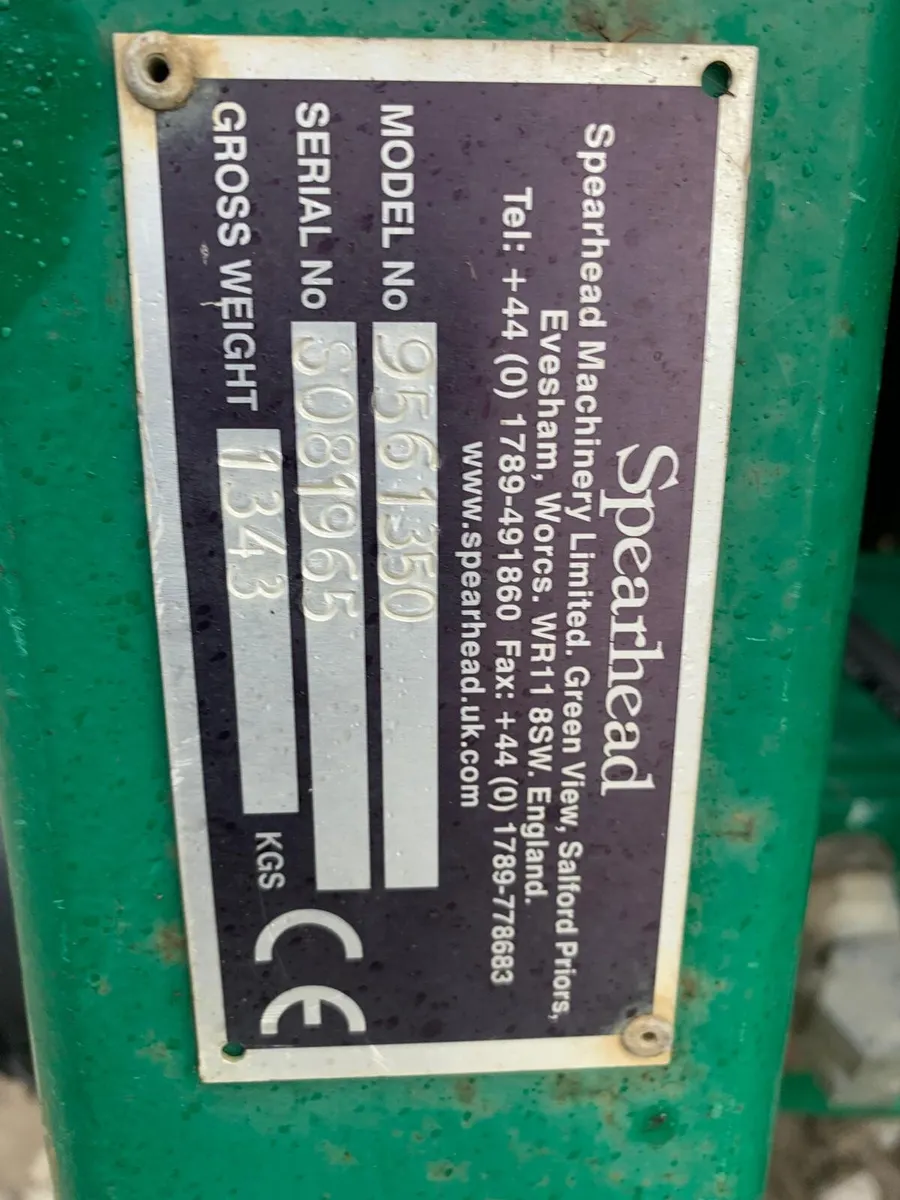 Spearhead
Spearhead Machinery Limited. Green View, Salford Priors,
Evesham, Worcs. WR11 8SW. England.
Tel: +44 (0) 1789-491860 Fax: +44 (0) 1789-778683
www.spearhead.uk.com
MODEL No 9561350
SERIAL No S081965
GROSS WEIGHT 1343 KGS
CE